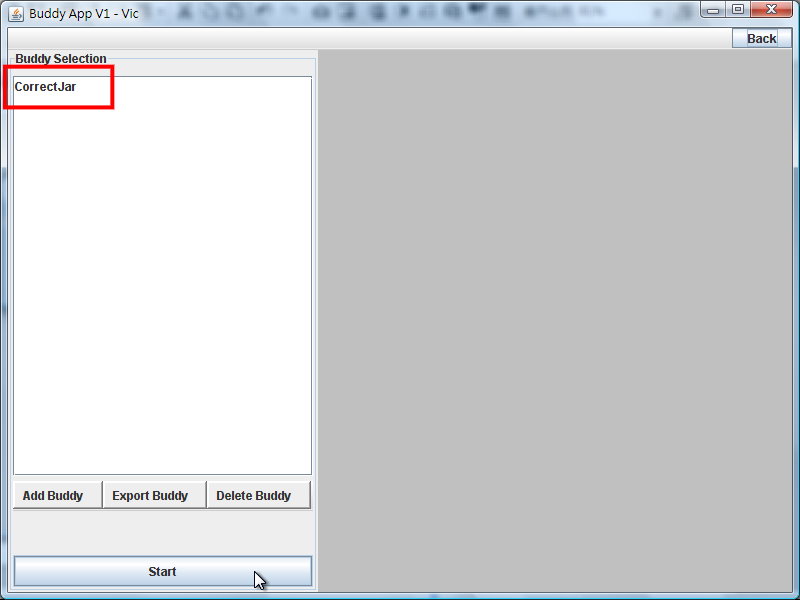 Buddy App V1 - Vic
Back
Buddy Selection
CorrectJar
Add Buddy
Export Buddy
Delete Buddy
Start